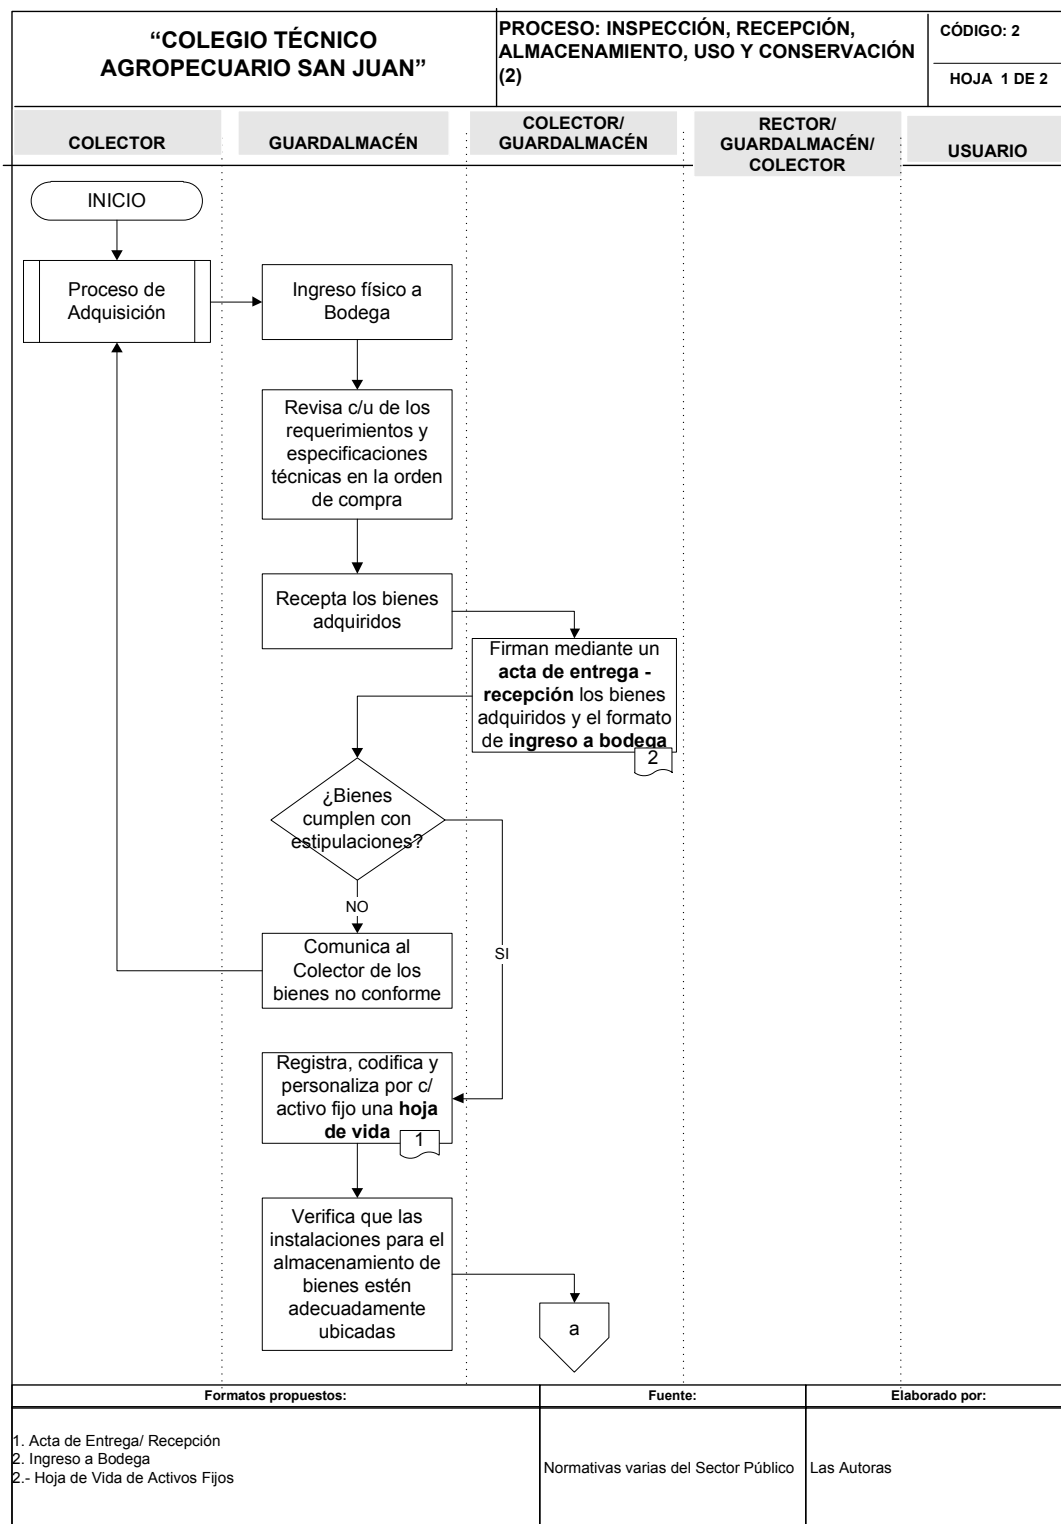 “COLEGIO TÉCNICO
AGROPECUARIO SAN JUAN”
PROCESO: INSPECCIÓN, RECEPCIÓN,
ALMACENAMIENTO, USO Y CONSERVACIÓN
(2)
CÓDIGO: 2
HOJA 1 DE 2
COLECTOR
GUARDALMACÉN
COLECTOR/
GUARDALMACÉN
RECTOR/
GUARDALMACÉN/
COLECTOR
USUARIO
INICIO
Proceso de
Adquisición
Ingreso físico a
Bodega
Revisa c/u de los
requerimientos y
especificaciones
técnicas en la orden
de compra
Recepta los bienes
adquiridos
Firman mediante un
acta de entrega -
recepción los bienes
adquiridos y el formato
de ingreso a bodega
2
¿Bienes
cumplen con
estipulaciones?
NO
SI
Comunica al
Colector de los
bienes no conforme
Registra, codifica y
personaliza por c/
activo fijo una hoja
de vida
1
Verifica que las
instalaciones para el
almacenamiento de
bienes estén
adecuadamente
ubicadas
a
Formatos propuestos:
Fuente:
Elaborado por:
1. Acta de Entrega/ Recepción
2. Ingreso a Bodega
2.- Hoja de Vida de Activos Fijos
Normativas varias del Sector Público
Las Autoras